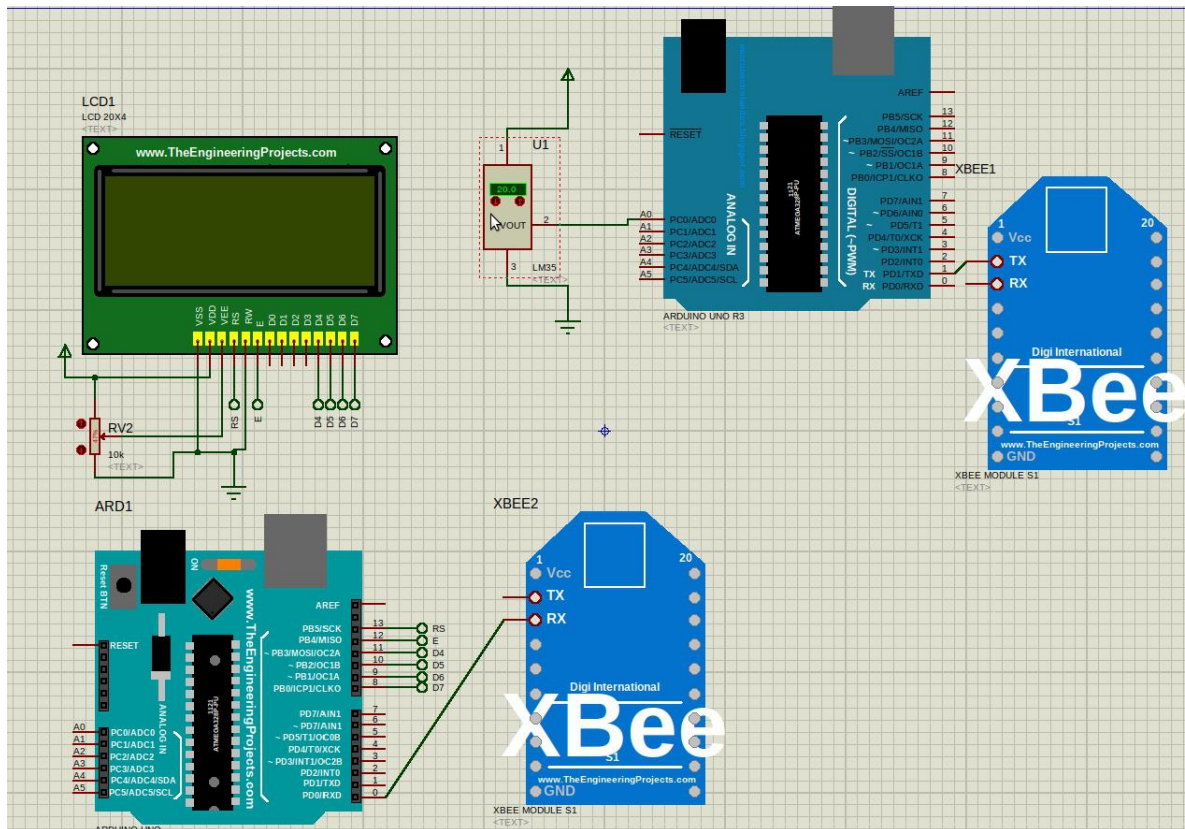 LCD1
LCD 20X4
<TEXT>
www.TheEngineeringProjects.com
VSS VDD VEE RS RW E D0 D1 D2 D3 D4 D5 D6 D7
RS E D4 D5 D6 D7
RV2
10k
<TEXT>
U1
1
20.0
2
VOUT
3
LM35
<TEXT>
AREF
13
PB5/SCK
12
PB4/MISO
11
~PB3/MOSI/OC2A
10
~ PB2/SS/OC1B
9
~ PB1/OC1A
8
PB0/ICP1/CLKO
7
PD7/AIN1
6
~ PD6/AIN0
5
~ PD5/T1
4
PD4/T0/XCK
3
~ PD3/INT1
2
PD2/INT0
1
TX PD1/TXD
0
RX PD0/RXD
RESET
A0 PC0/ADC0
A1 PC1/ADC1
A2 PC2/ADC2
A3 PC3/ADC3
A4 PC4/ADC4/SDA
A5 PC5/ADC5/SCL
ANALOG IN
1121
ATMEGA328P-PU
DIGITAL (~PWM)
ARDUINO UNO R3
<TEXT>
XBEE1
1 20
Vcc
TX
RX
Digi International
XBee
S1
www.TheEngineeringProjects.com
GND
XBEE MODULE S1
<TEXT>
ARD1
Reset BTN
ON
www.TheEngineeringProjects.com
RESET
ANALOG IN
1121
ATMEGA328P-PU
AREF
13
PB5/SCK
RS
12
PB4/MISO
E
11
~ PB3/MOSI/OC2A
D4
10
~ PB2/OC1B
D5
9
~ PB1/OC1A
D6
8
PB0/ICP1/CLKO
D7
7
PD7/AIN1
6
~ PD7/AIN1
5
~ PD5/T1/OC0B
4
PD4/T0/XCK
3
~ PD3/INT1/OC2B
2
PD2/INT0
1
PD1/TXD
0
PD0/RXD
A0 PC0/ADC0
A1 PC1/ADC1
A2 PC2/ADC2
A3 PC3/ADC3
A4 PC4/ADC4/SDA
A5 PC5/ADC5/SCL
ARDUINO UNO
XBEE2
1 20
Vcc
TX
RX
Digi International
XBee
S1
www.TheEngineeringProjects.com
GND
XBEE MODULE S1
<TEXT>